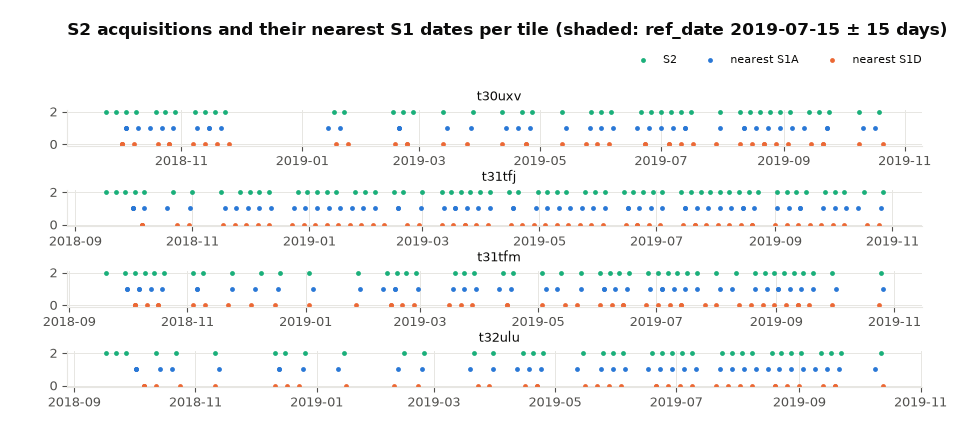 S2 acquisitions and their nearest S1 dates per tile (shaded: ref_date 2019-07-15 ± 15 days)
S2 nearest S1A nearest S1D
t30uxv
2
0
2018-11 2019-01 2019-03 2019-05 2019-07 2019-09 2019-11
t31tfj
2
0
2018-09 2018-11 2019-01 2019-03 2019-05 2019-07 2019-09 2019-11
t31tfm
2
0
2018-09 2018-11 2019-01 2019-03 2019-05 2019-07 2019-09 2019-11
t32ulu
2
0
2018-09 2018-11 2019-01 2019-03 2019-05 2019-07 2019-09 2019-11